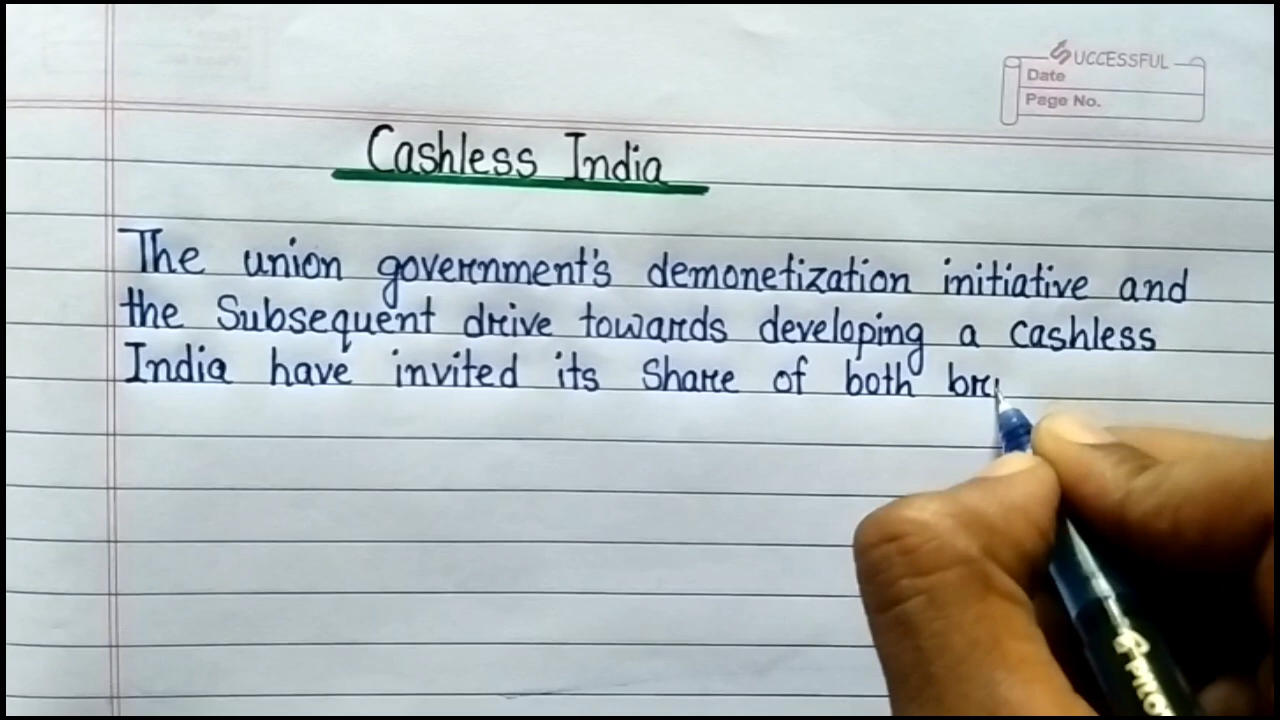 SUCCESSFUL
Date
Page No.
Cashless India
The union government's demonetization initiative and
the Subsequent drive towards developing a cashless
India have invited its Share of both